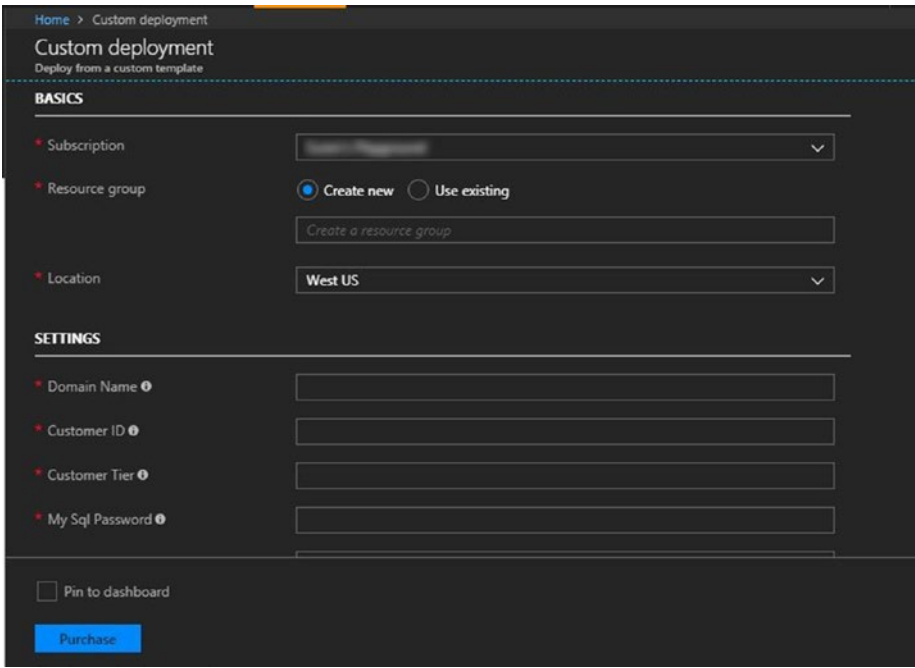 Home > Custom deployment
Custom deployment
Deploy from a custom template
BASICS
* Subscription
* Resource group Create new Use existing
Create a resource group
* Location West US
SETTINGS
* Domain Name
* Customer ID
* Customer Tier
* My Sql Password
Pin to dashboard
Purchase